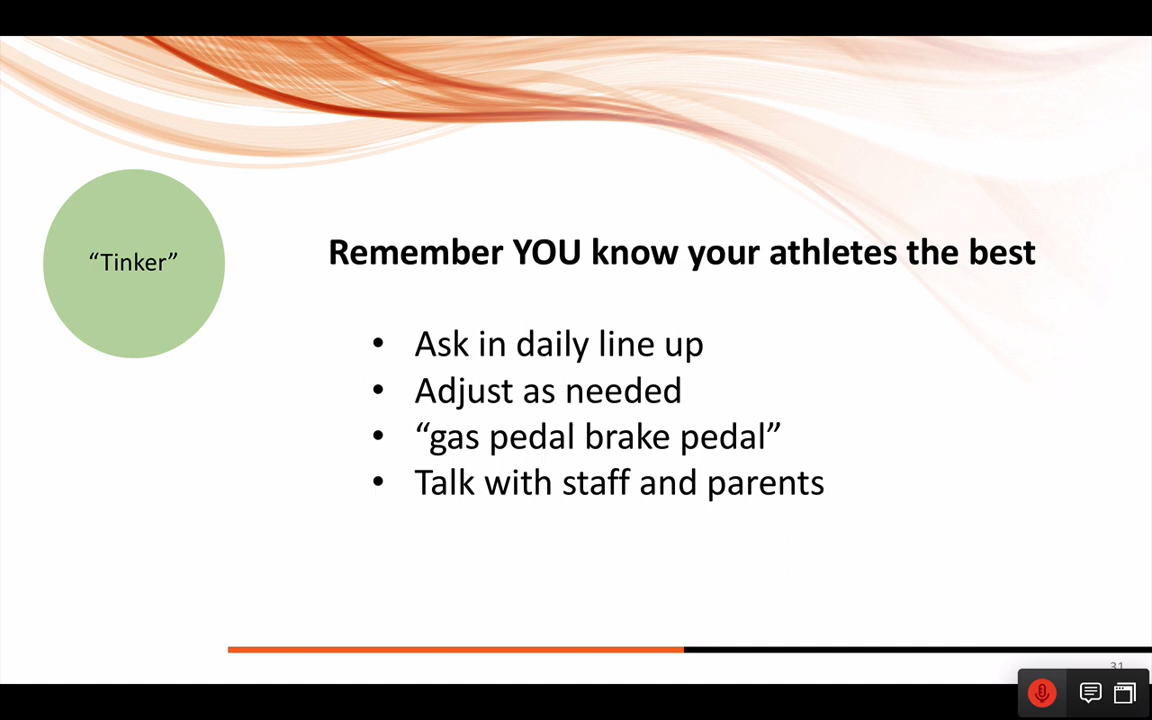 “Tinker”
Remember YOU know your athletes the best
• Ask in daily line up
• Adjust as needed
• “gas pedal brake pedal”
• Talk with staff and parents
31